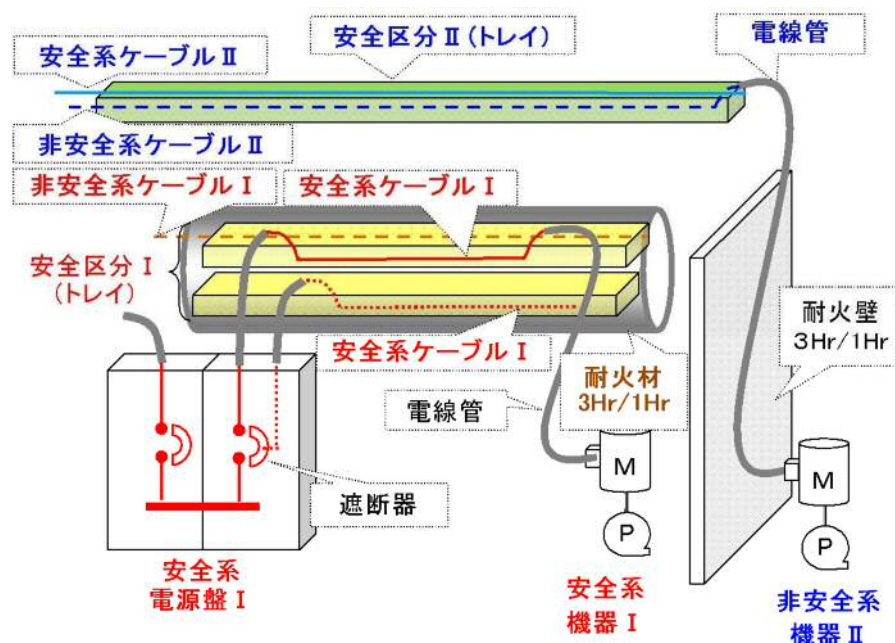 安全区分Ⅱ(トレイ)
電線管
安全系ケーブルⅡ
非安全系ケーブルⅡ
非安全系ケーブルⅠ
安全系ケーブルⅠ
安全区分Ⅰ
(トレイ)
安全系ケーブルⅠ
耐火材
3Hr/1Hr
耐火壁
3Hr/1Hr
電線管
遮断器
M
P
M
P
安全系
電源盤Ⅰ
安全系
機器Ⅰ
非安全系
機器Ⅱ